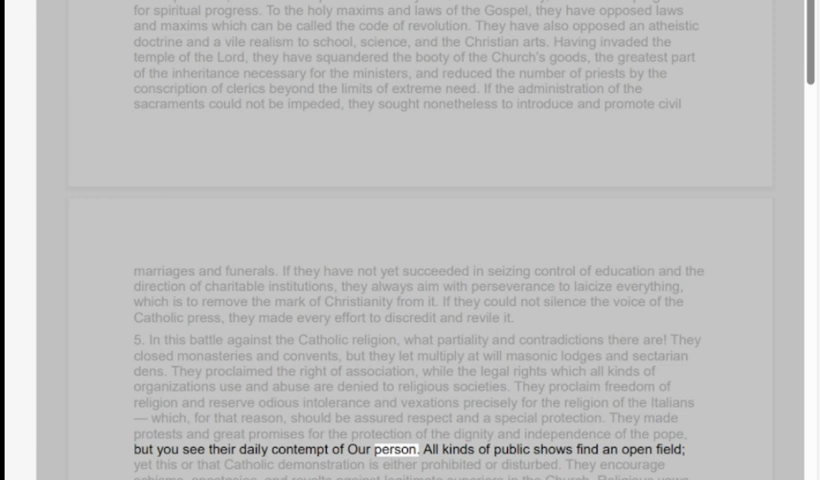 for spiritual progress. To the holy maxims and laws of the Gospel, they have opposed laws
and maxims which can be called the code of revolution. They have also opposed an atheistic
doctrine and a vile realism to school, science, and the Christian arts. Having invaded the
temple of the Lord, they have squandered the booty of the Church's goods, the greatest part
of the inheritance necessary for the ministers, and reduced the number of priests by the
conscription of clerics beyond the limits of extreme need. If the administration of the
sacraments could not be impeded, they sought nonetheless to introduce and promote civil
marriages and funerals. If they have not yet succeeded in seizing control of education and the
direction of charitable institutions, they always aim with perseverance to laicize everything,
which is to remove the mark of Christianity from it. If they could not silence the voice of the
Catholic press, they made every effort to discredit and revile it.
5. In this battle against the Catholic religion, what partiality and contradictions there are! They
closed monasteries and convents, but they let multiply at will masonic lodges and sectarian
dens. They proclaimed the right of association, while the legal rights which all kinds of
organizations use and abuse are denied to religious societies. They proclaim freedom of
religion and reserve odious intolerance and vexations precisely for the religion of the Italians
— which, for that reason, should be assured respect and a special protection. They made
protests and great promises for the protection of the dignity and independence of the pope,
but you see their daily contempt of Our person. All kinds of public shows find an open field;
yet this or that Catholic demonstration is either prohibited or disturbed. They encourage